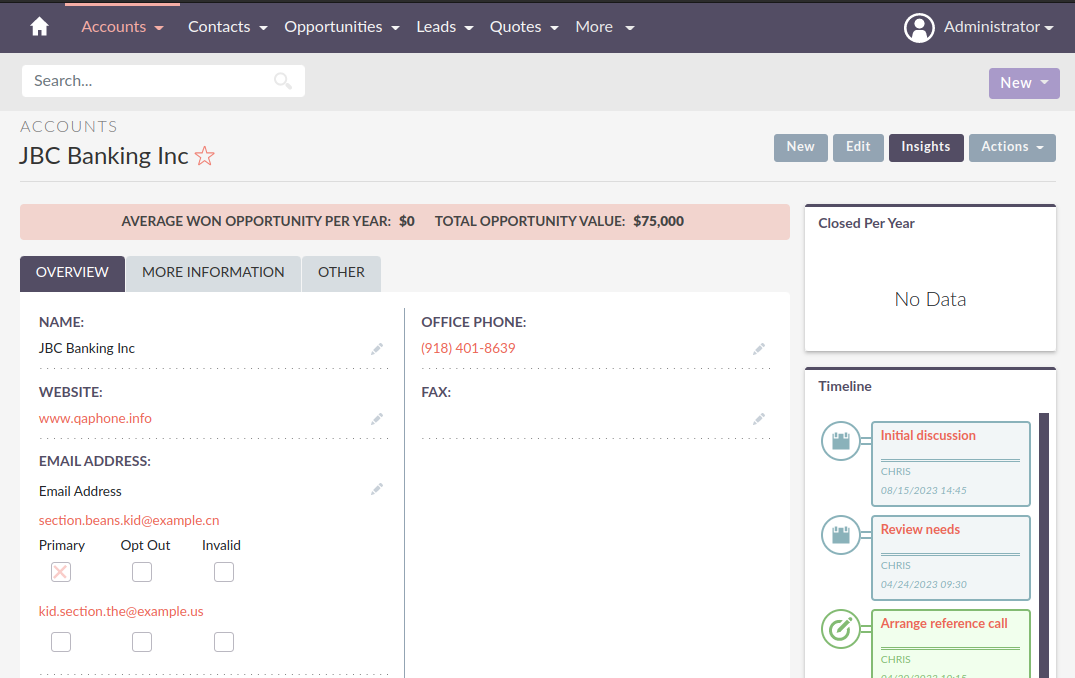 Accounts Contacts Opportunities Leads Quotes More Administrator
Search... New
ACCOUNTS
JBC Banking Inc
New Edit Insights Actions
AVERAGE WON OPPORTUNITY PER YEAR: $0 TOTAL OPPORTUNITY VALUE: $75,000
OVERVIEW MORE INFORMATION OTHER
NAME:
JBC Banking Inc
WEBSITE:
www.qaphone.info
EMAIL ADDRESS:
Email Address
section.beans.kid@example.cn
Primary Opt Out Invalid
kid.section.the@example.us
OFFICE PHONE:
(918) 401-8639
FAX:
Closed Per Year
No Data
Timeline
Initial discussion
CHRIS
08/15/2023 14:45
Review needs
CHRIS
04/24/2023 09:30
Arrange reference call
CHRIS